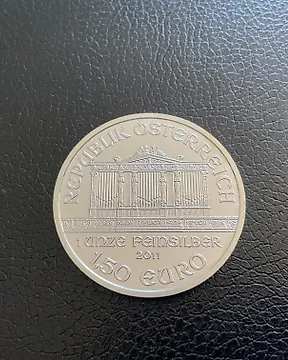 REPUBLIK ÖSTERREICH
1 UNZE FEINSILBER
2011
1,50 EURO